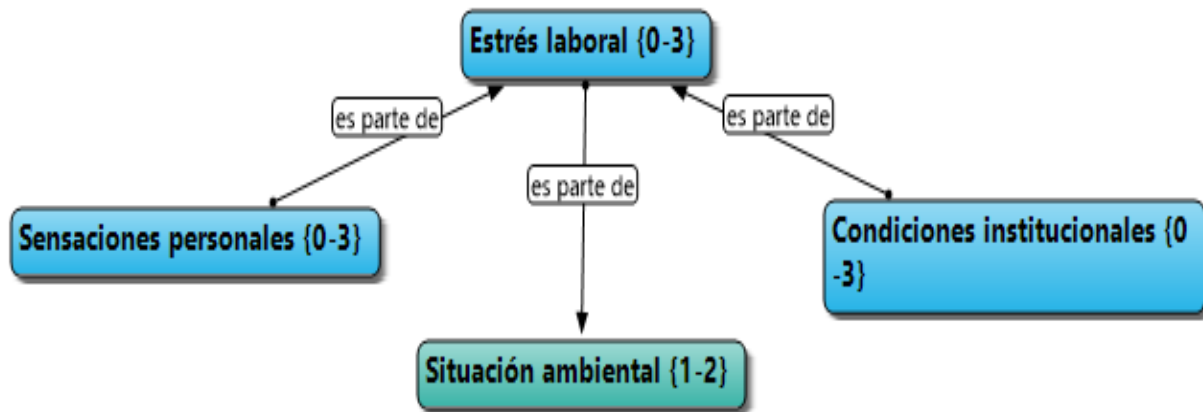 Estrés laboral {0-3}
es parte de
es parte de
es parte de
Sensaciones personales {0-3}
Condiciones institucionales {0
-3}
Situación ambiental {1-2}